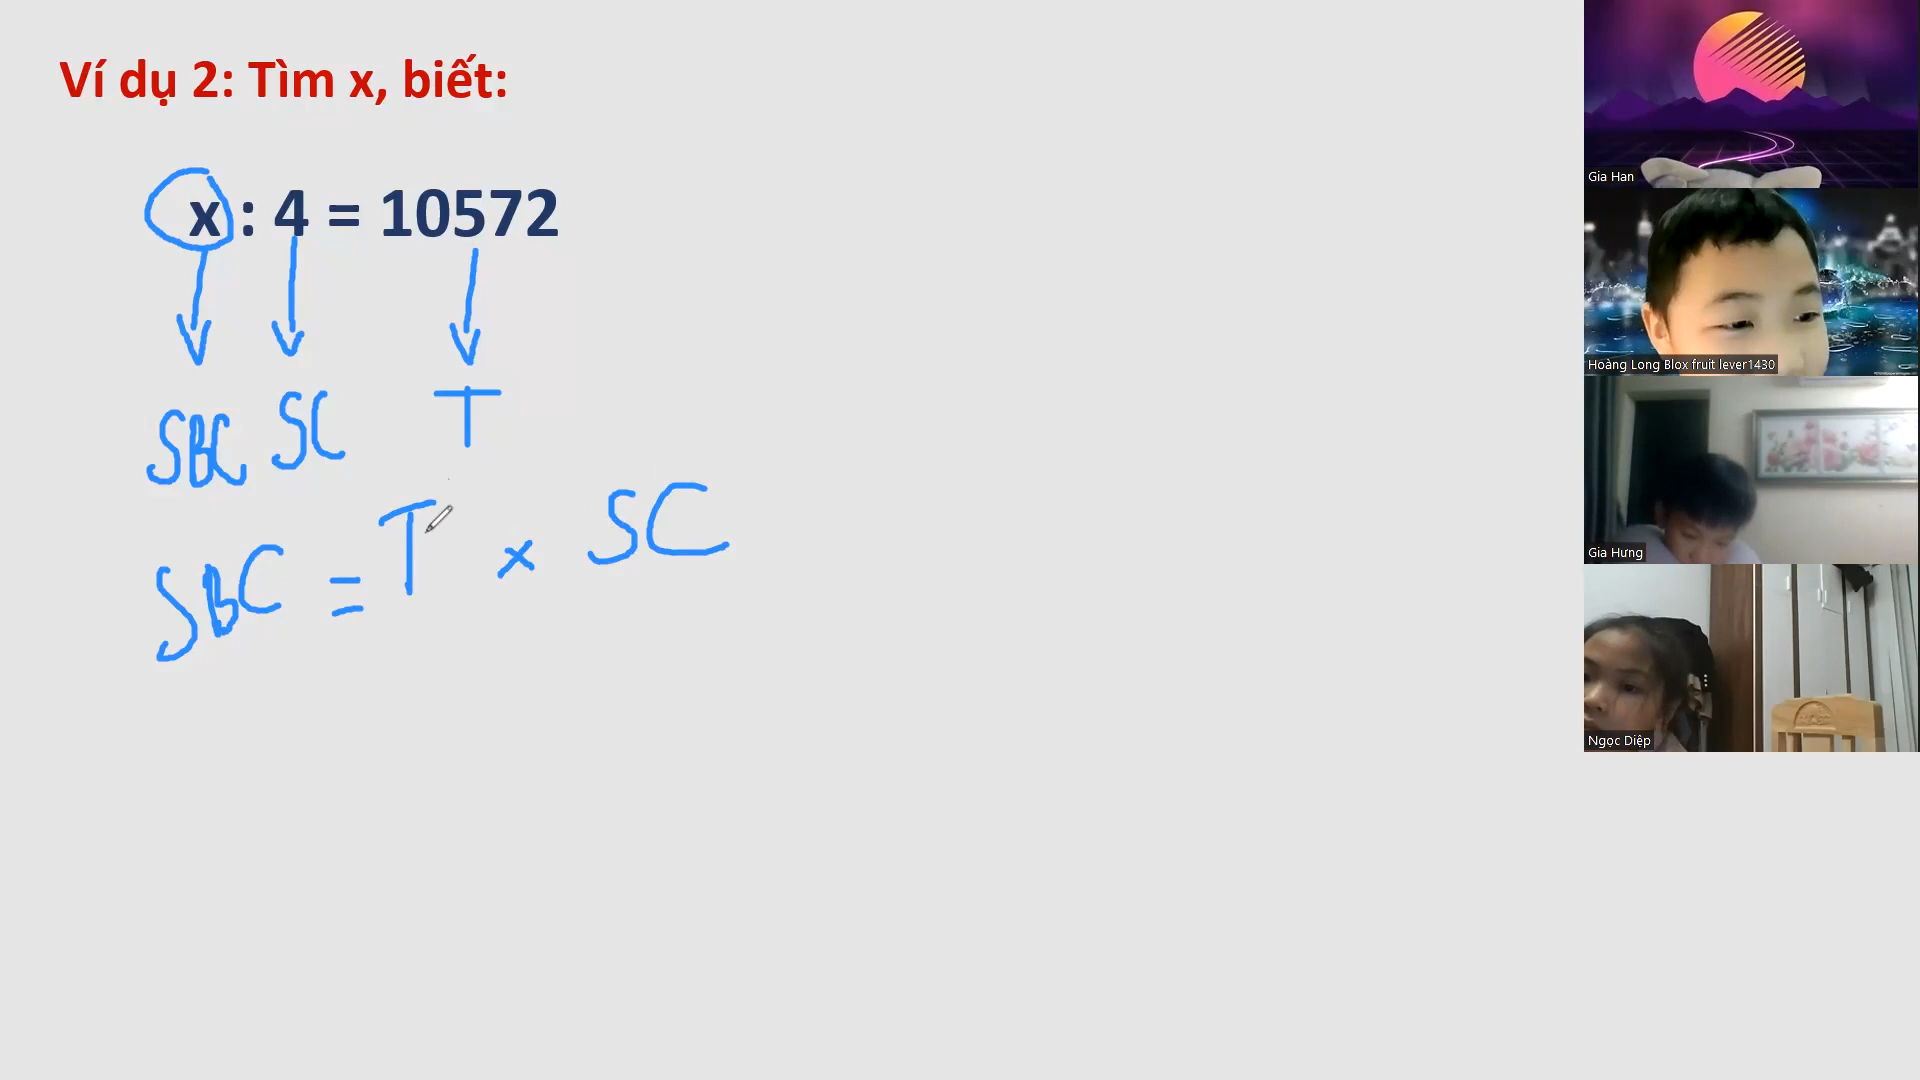 Ví dụ 2: Tìm x, biết:
x : 4 = 10572
SBC SC T
SBC = T x SC
Gia Han
Hoàng Long Blox fruit lever1430
Gia Hưng
Ngọc Diệp